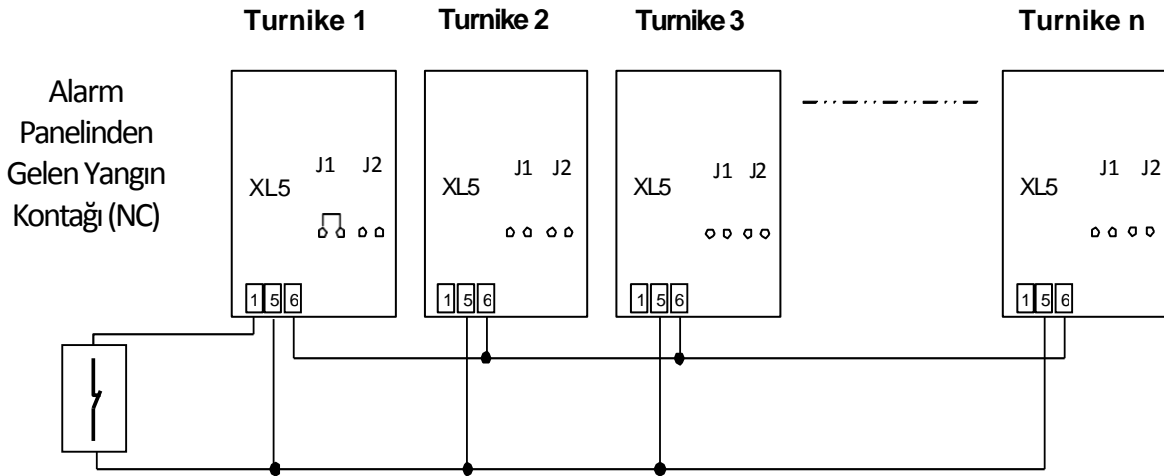 Turnike 1
Turnike 2
Turnike 3
Turnike n
Alarm
Panelinden
Gelen Yangın
Kontağı (NC)
XL5
J1 J2
1 5 6
XL5
J1 J2
1 5 6
XL5
J1 J2
1 5 6
XL5
J1 J2
1 5 6